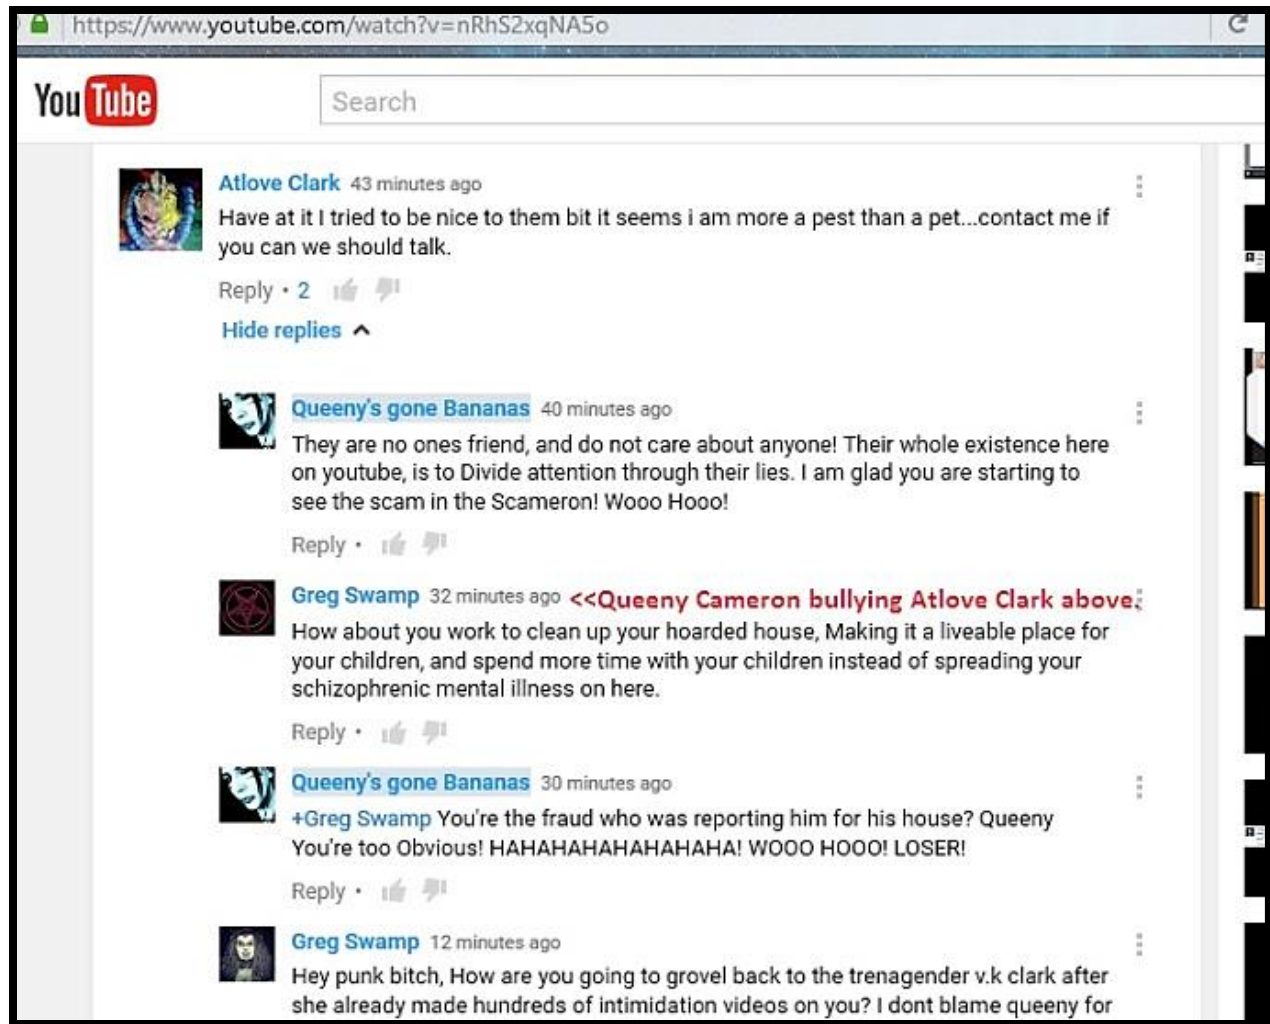 https://www.youtube.com/watch?v=nRhS2xqNA5o
YouTube
Search
Atlove Clark 43 minutes ago
Have at it I tried to be nice to them bit it seems i am more a pest than a pet...contact me if
you can we should talk.
Reply • 2
Hide replies
Queeny's gone Bananas 40 minutes ago
They are no ones friend, and do not care about anyone! Their whole existence here
on youtube, is to Divide attention through their lies. I am glad you are starting to
see the scam in the Scameron! Wooo Hooo!
Reply •
Greg Swamp 32 minutes ago <<Queeny Cameron bullying Atlove Clark above.
How about you work to clean up your hoarded house, Making it a liveable place for
your children, and spend more time with your children instead of spreading your
schizophrenic mental illness on here.
Reply •
Queeny's gone Bananas 30 minutes ago
+Greg Swamp You're the fraud who was reporting him for his house? Queeny
You're too Obvious! HAHAHAHAHAHAHAHA! WOOO HOOO! LOSER!
Reply •
Greg Swamp 12 minutes ago
Hey punk bitch, How are you going to grovel back to the trenagender v.k clark after
she already made hundreds of intimidation videos on you? I dont blame queeny for